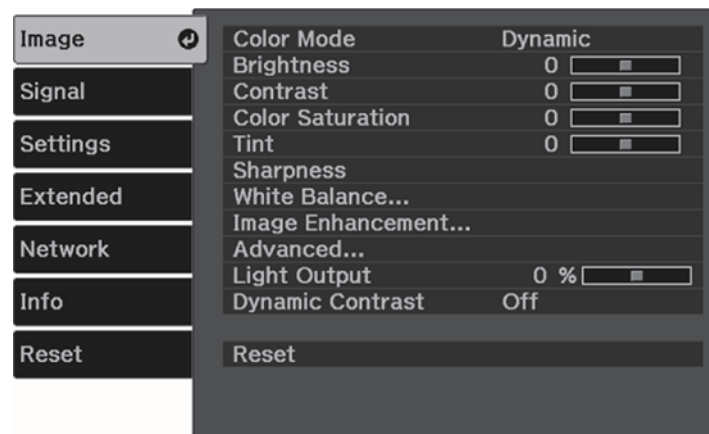 Image
Signal
Settings
Extended
Network
Info
Reset
Color Mode Dynamic
Brightness 0
Contrast 0
Color Saturation 0
Tint 0
Sharpness
White Balance...
Image Enhancement...
Advanced...
Light Output 0 %
Dynamic Contrast Off
Reset